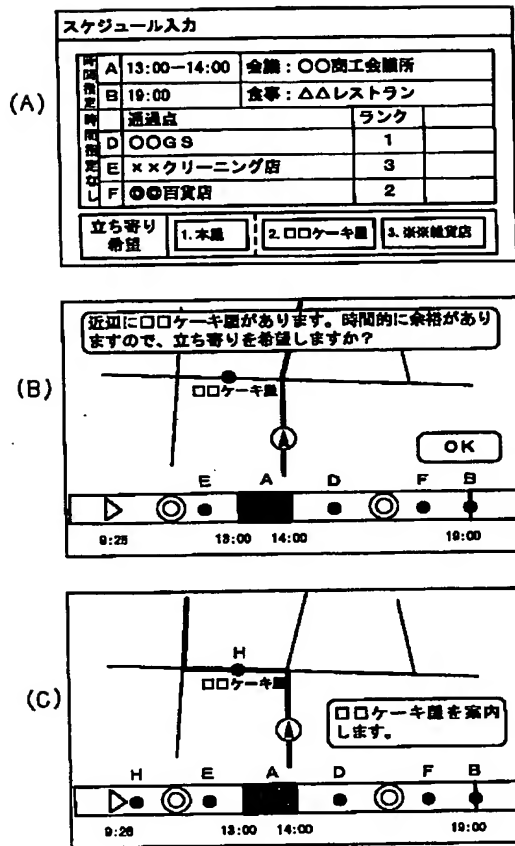 (A)
スケジュール入力
時間指定
A 13:00−14:00 会議:〇〇商工会議所
B 19:00 食事:△△レストラン
時間指定なし
通過点 ランク
D 〇〇GS 1
E ××クリーニング店 3
F ◎◎百貨店 2
立ち寄り希望 1.本屋 2.□□ケーキ屋 3.※※雑貨店
(B)
近辺に□□ケーキ屋があります。時間的に余裕があり
ますので、立ち寄りを希望しますか?
□□ケーキ屋
OK
E A D F B
13:00 14:00 19:00
(C)
H
□□ケーキ屋
□□ケーキ屋を案内
します。
H E A D F B
13:00 14:00 19:00